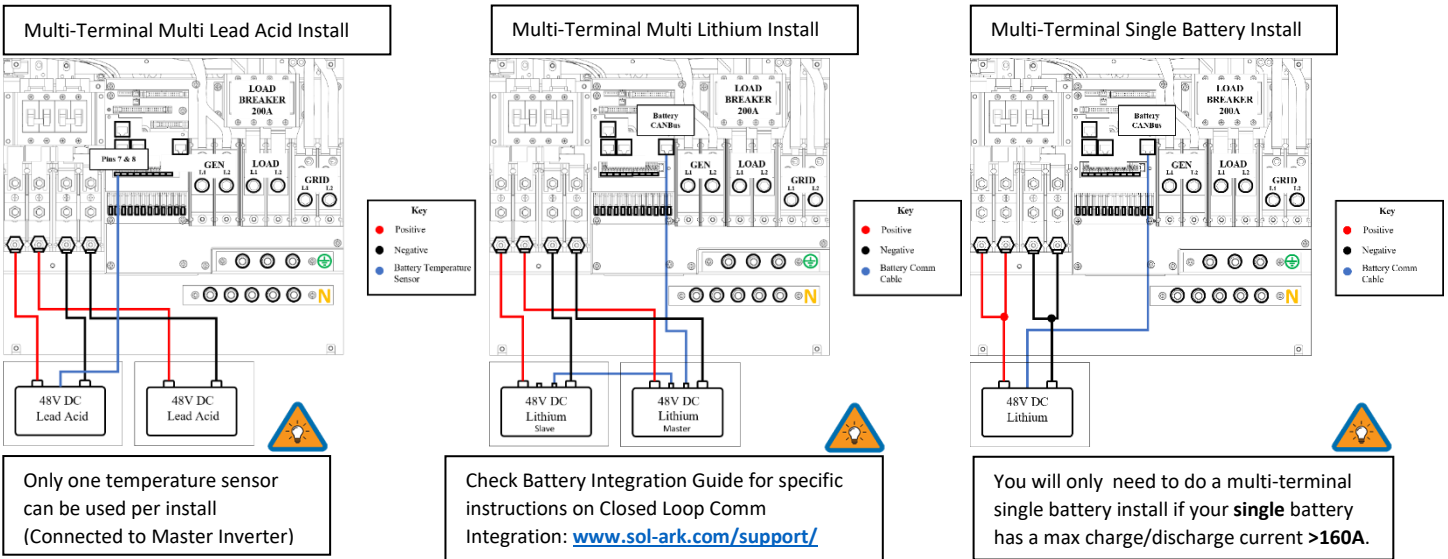 Multi-Terminal Multi Lead Acid Install
LOAD
BREAKER
200A
Pins 7 & 8
GEN
L1 L2
LOAD
L1 L2
GRID
L1 L2
N
48V DC
Lead Acid
48V DC
Lead Acid
Key
Positive
Negative
Battery Temperature
Sensor
Only one temperature sensor
can be used per install
(Connected to Master Inverter)
Multi-Terminal Multi Lithium Install
LOAD
BREAKER
200A
Battery
CANBus
GEN
L1 L2
LOAD
L1 L2
GRID
L1 L2
N
48V DC
Lithium
Slave
48V DC
Lithium
Master
Key
Positive
Negative
Battery Comm
Cable
Check Battery Integration Guide for specific
instructions on Closed Loop Comm
Integration: www.sol-ark.com/support/
Multi-Terminal Single Battery Install
LOAD
BREAKER
200A
Battery
CANBus
GEN
L1 L2
LOAD
L1 L2
GRID
L1 L2
N
48V DC
Lithium
Key
Positive
Negative
Battery Comm
Cable
You will only need to do a multi-terminal
single battery install if your single battery
has a max charge/discharge current >160A.